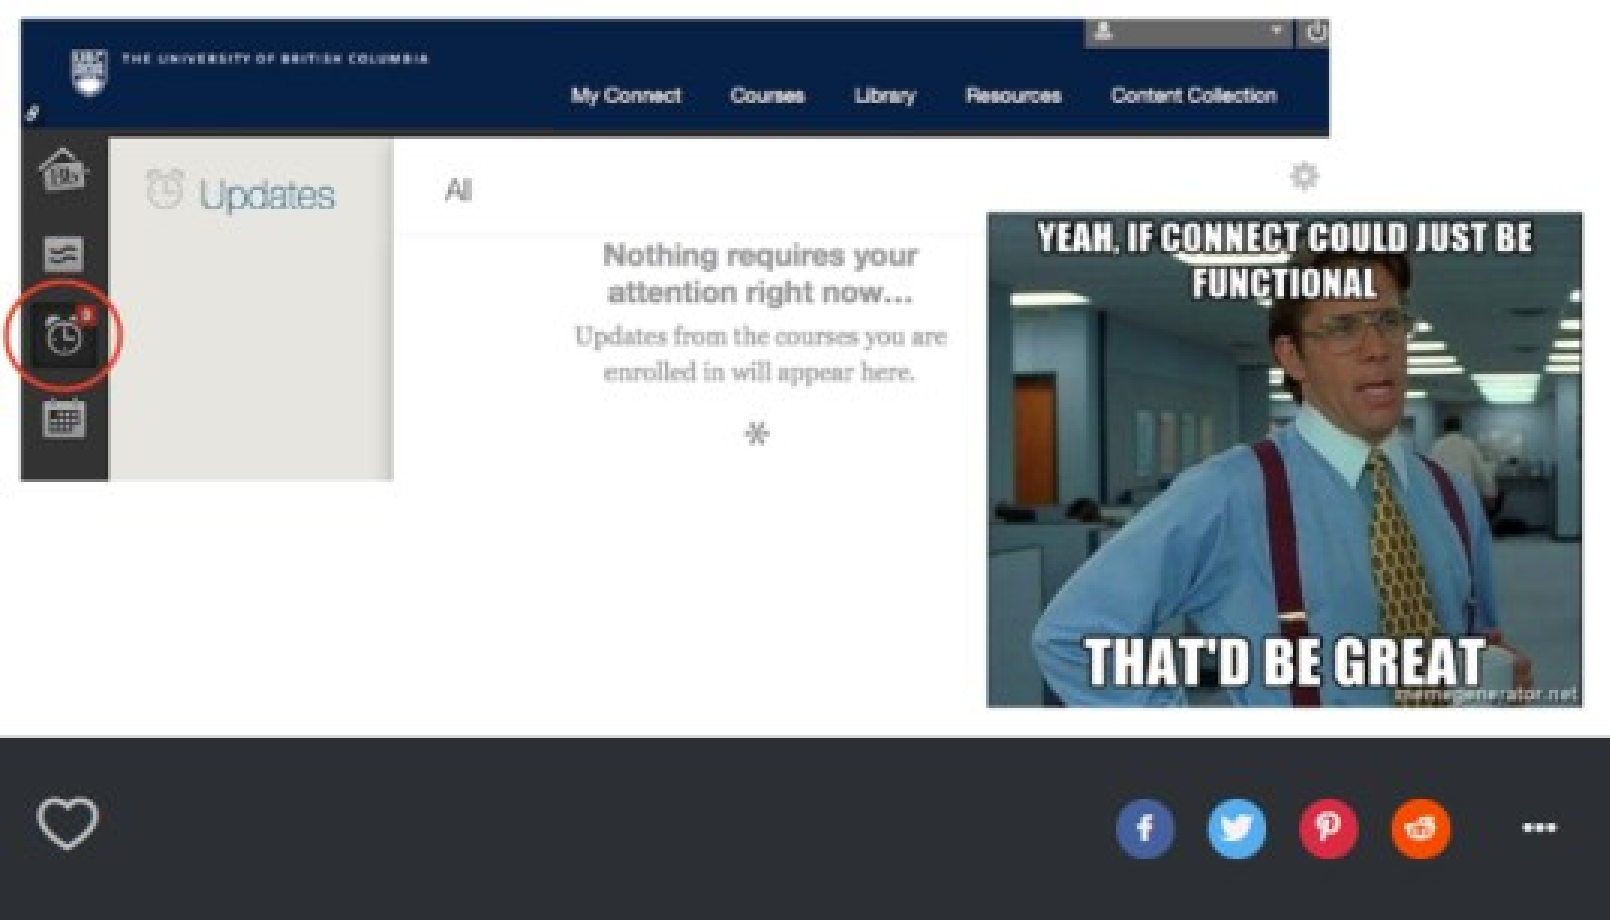 THE UNIVERSITY OF BRITISH COLUMBIA
My Connect Courses Library Resources Content Collection
Bb
Updates
All
Nothing requires your
attention right now...
Updates from the courses you are
enrolled in will appear here.
*
YEAH, IF CONNECT COULD JUST BE
FUNCTIONAL
THAT'D BE GREAT
memegenerator.net